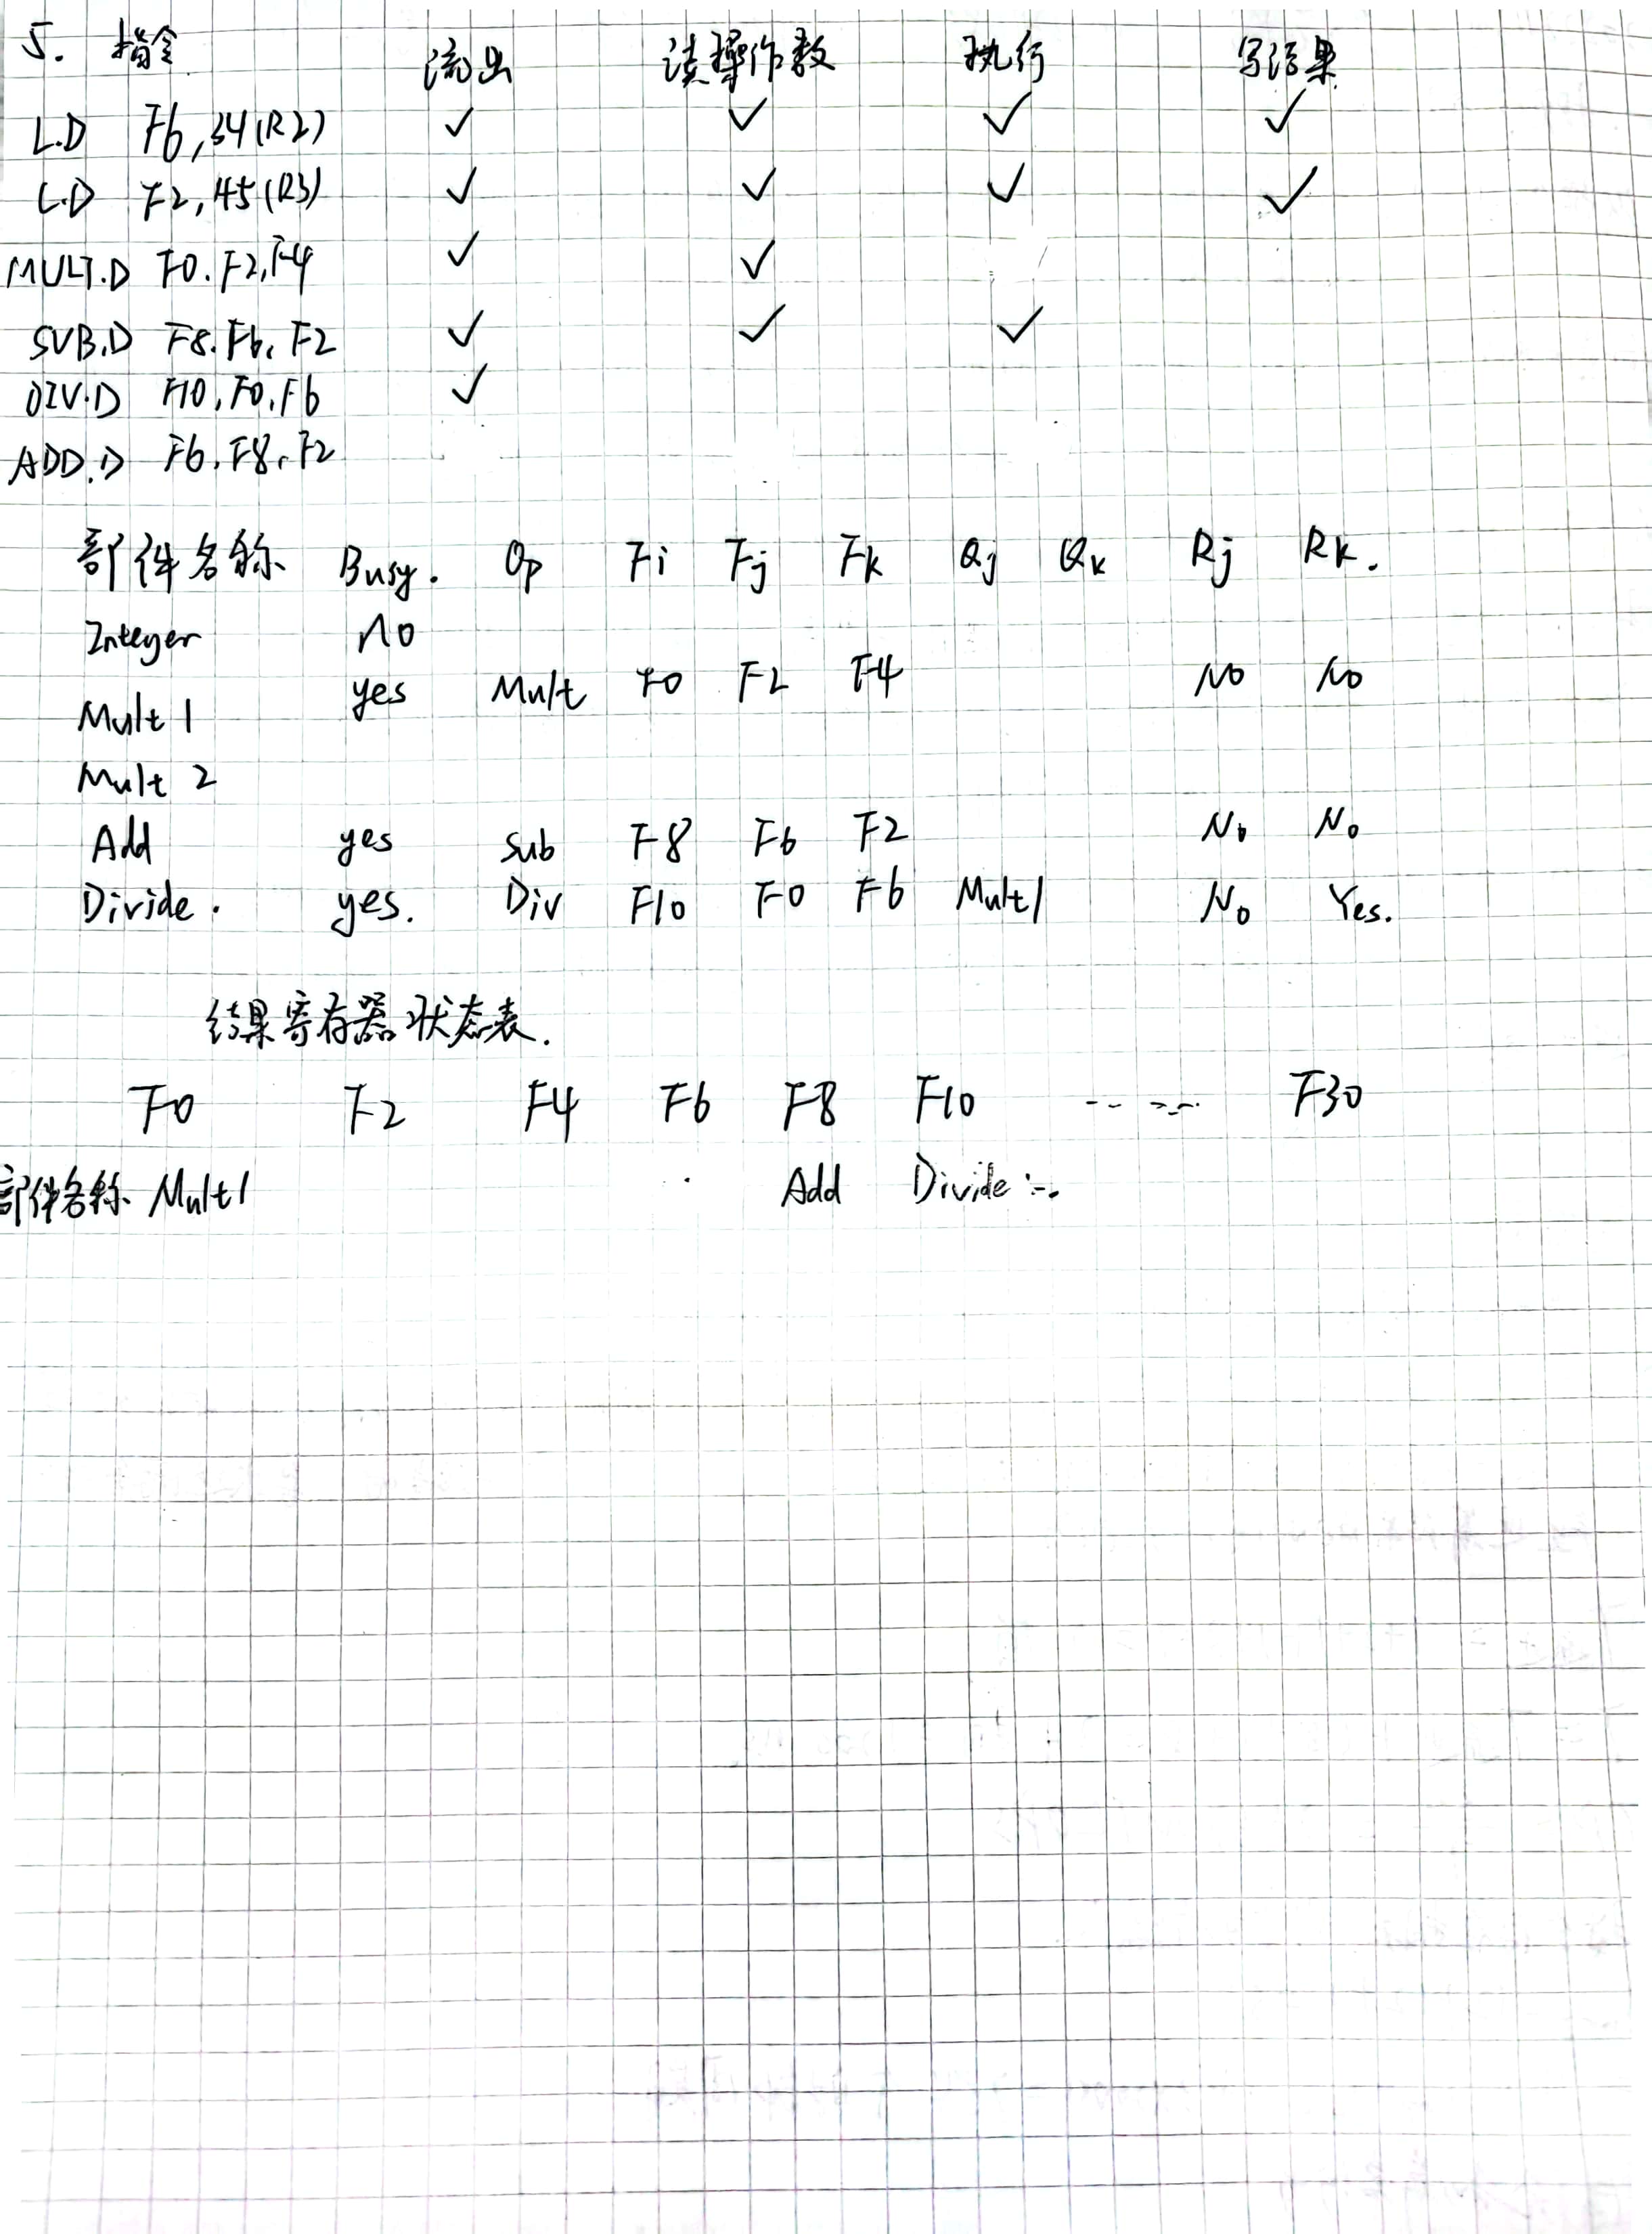 5. 指令 流出 读操作数 执行 写结果
L.D F6,34(R2) ✓ ✓ ✓ ✓
L.D F2,45(R3) ✓ ✓ ✓ ✓
MULT.D F0.F2,F4 ✓ ✓
SUB.D F8.F6,F2 ✓ ✓ ✓
DIV.D F10,F0,F6 ✓
ADD.D F6,F8,F2
部件名称 Busy. Op Fi Fj Fk Qj Qk Rj Rk.
Integer no
Mult 1 yes Mult F0 F2 F4 No No
Mult 2
Add yes sub F8 F6 F2 No No
Divide. yes. Div F10 F0 F6 Mult1 No Yes.
结果寄存器状态表.
F0 F2 F4 F6 F8 F10 ----- F30
部件名称 Mult1 Add Divide